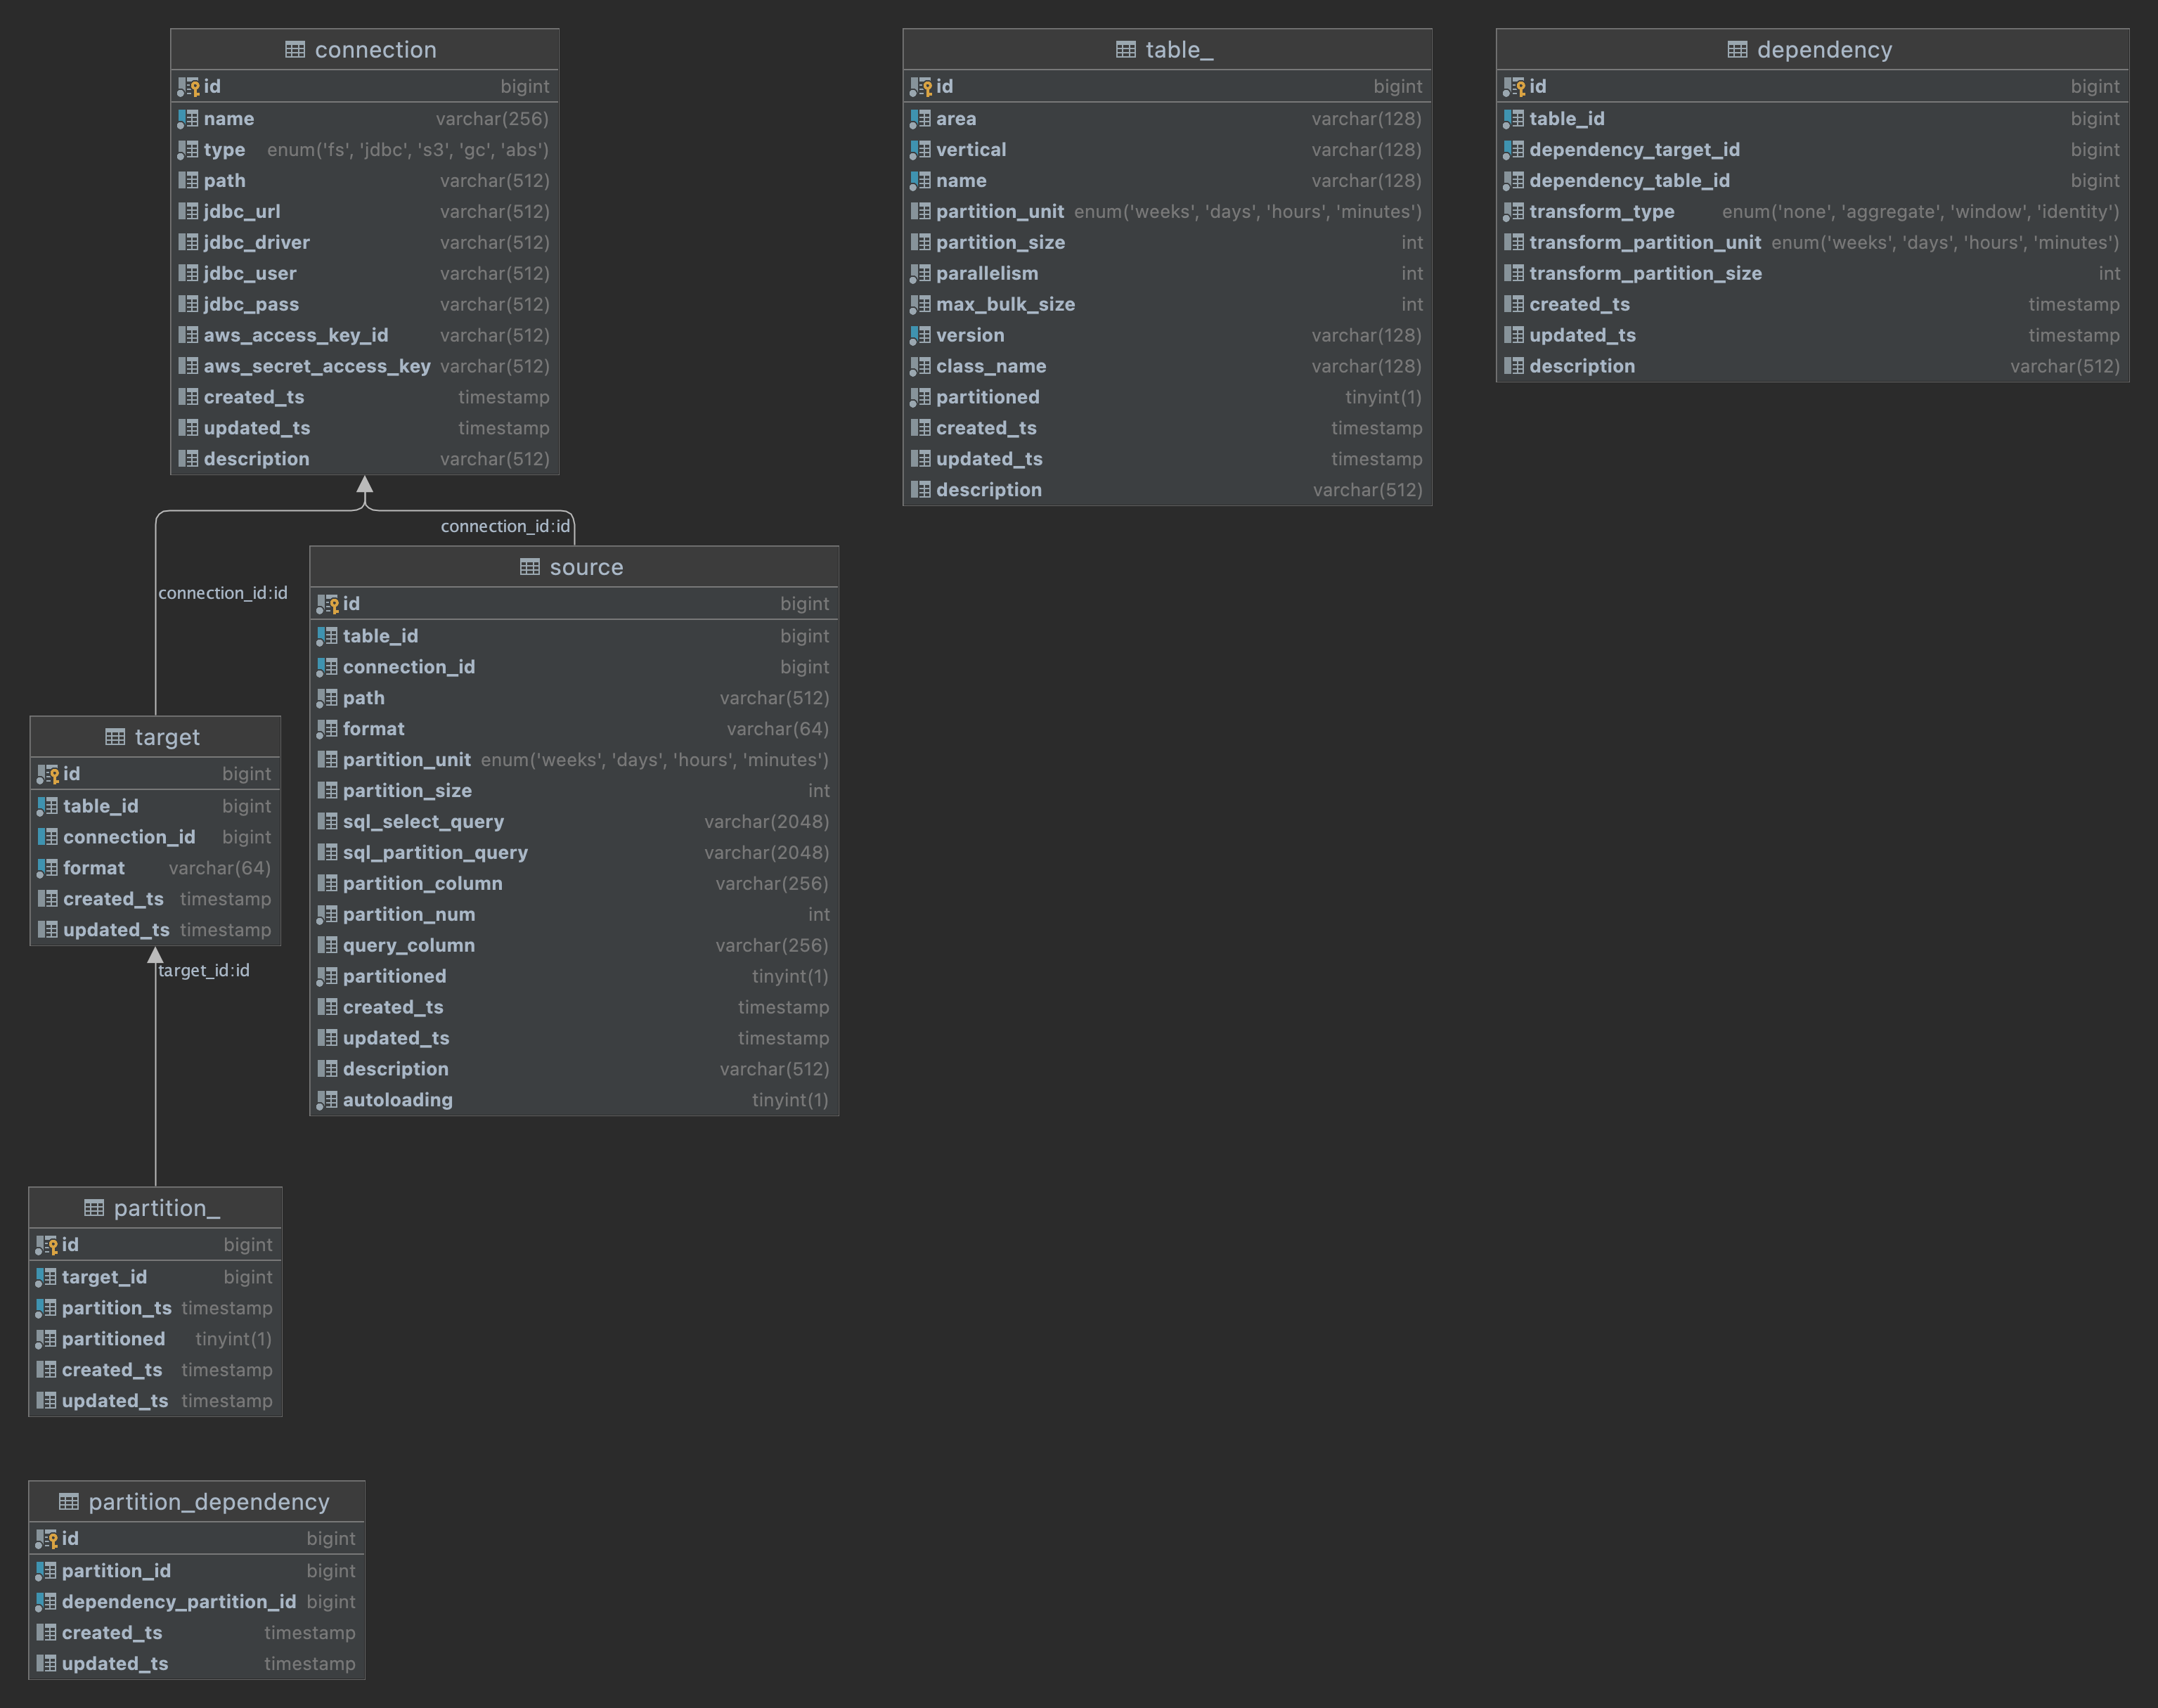 connection
id bigint
name varchar(256)
type enum('fs', 'jdbc', 's3', 'gc', 'abs')
path varchar(512)
jdbc_url varchar(512)
jdbc_driver varchar(512)
jdbc_user varchar(512)
jdbc_pass varchar(512)
aws_access_key_id varchar(512)
aws_secret_access_key varchar(512)
created_ts timestamp
updated_ts timestamp
description varchar(512)
table_
id bigint
area varchar(128)
vertical varchar(128)
name varchar(128)
partition_unit enum('weeks', 'days', 'hours', 'minutes')
partition_size int
parallelism int
max_bulk_size int
version varchar(128)
class_name varchar(128)
partitioned tinyint(1)
created_ts timestamp
updated_ts timestamp
description varchar(512)
dependency
id bigint
table_id bigint
dependency_target_id bigint
dependency_table_id bigint
transform_type enum('none', 'aggregate', 'window', 'identity')
transform_partition_unit enum('weeks', 'days', 'hours', 'minutes')
transform_partition_size int
created_ts timestamp
updated_ts timestamp
description varchar(512)
connection_id:id
connection_id:id
source
id bigint
table_id bigint
connection_id bigint
path varchar(512)
format varchar(64)
partition_unit enum('weeks', 'days', 'hours', 'minutes')
partition_size int
sql_select_query varchar(2048)
sql_partition_query varchar(2048)
partition_column varchar(256)
partition_num int
query_column varchar(256)
partitioned tinyint(1)
created_ts timestamp
updated_ts timestamp
description varchar(512)
autoloading tinyint(1)
target
id bigint
table_id bigint
connection_id bigint
format varchar(64)
created_ts timestamp
updated_ts timestamp
target_id:id
partition_
id bigint
target_id bigint
partition_ts timestamp
partitioned tinyint(1)
created_ts timestamp
updated_ts timestamp
partition_dependency
id bigint
partition_id bigint
dependency_partition_id bigint
created_ts timestamp
updated_ts timestamp